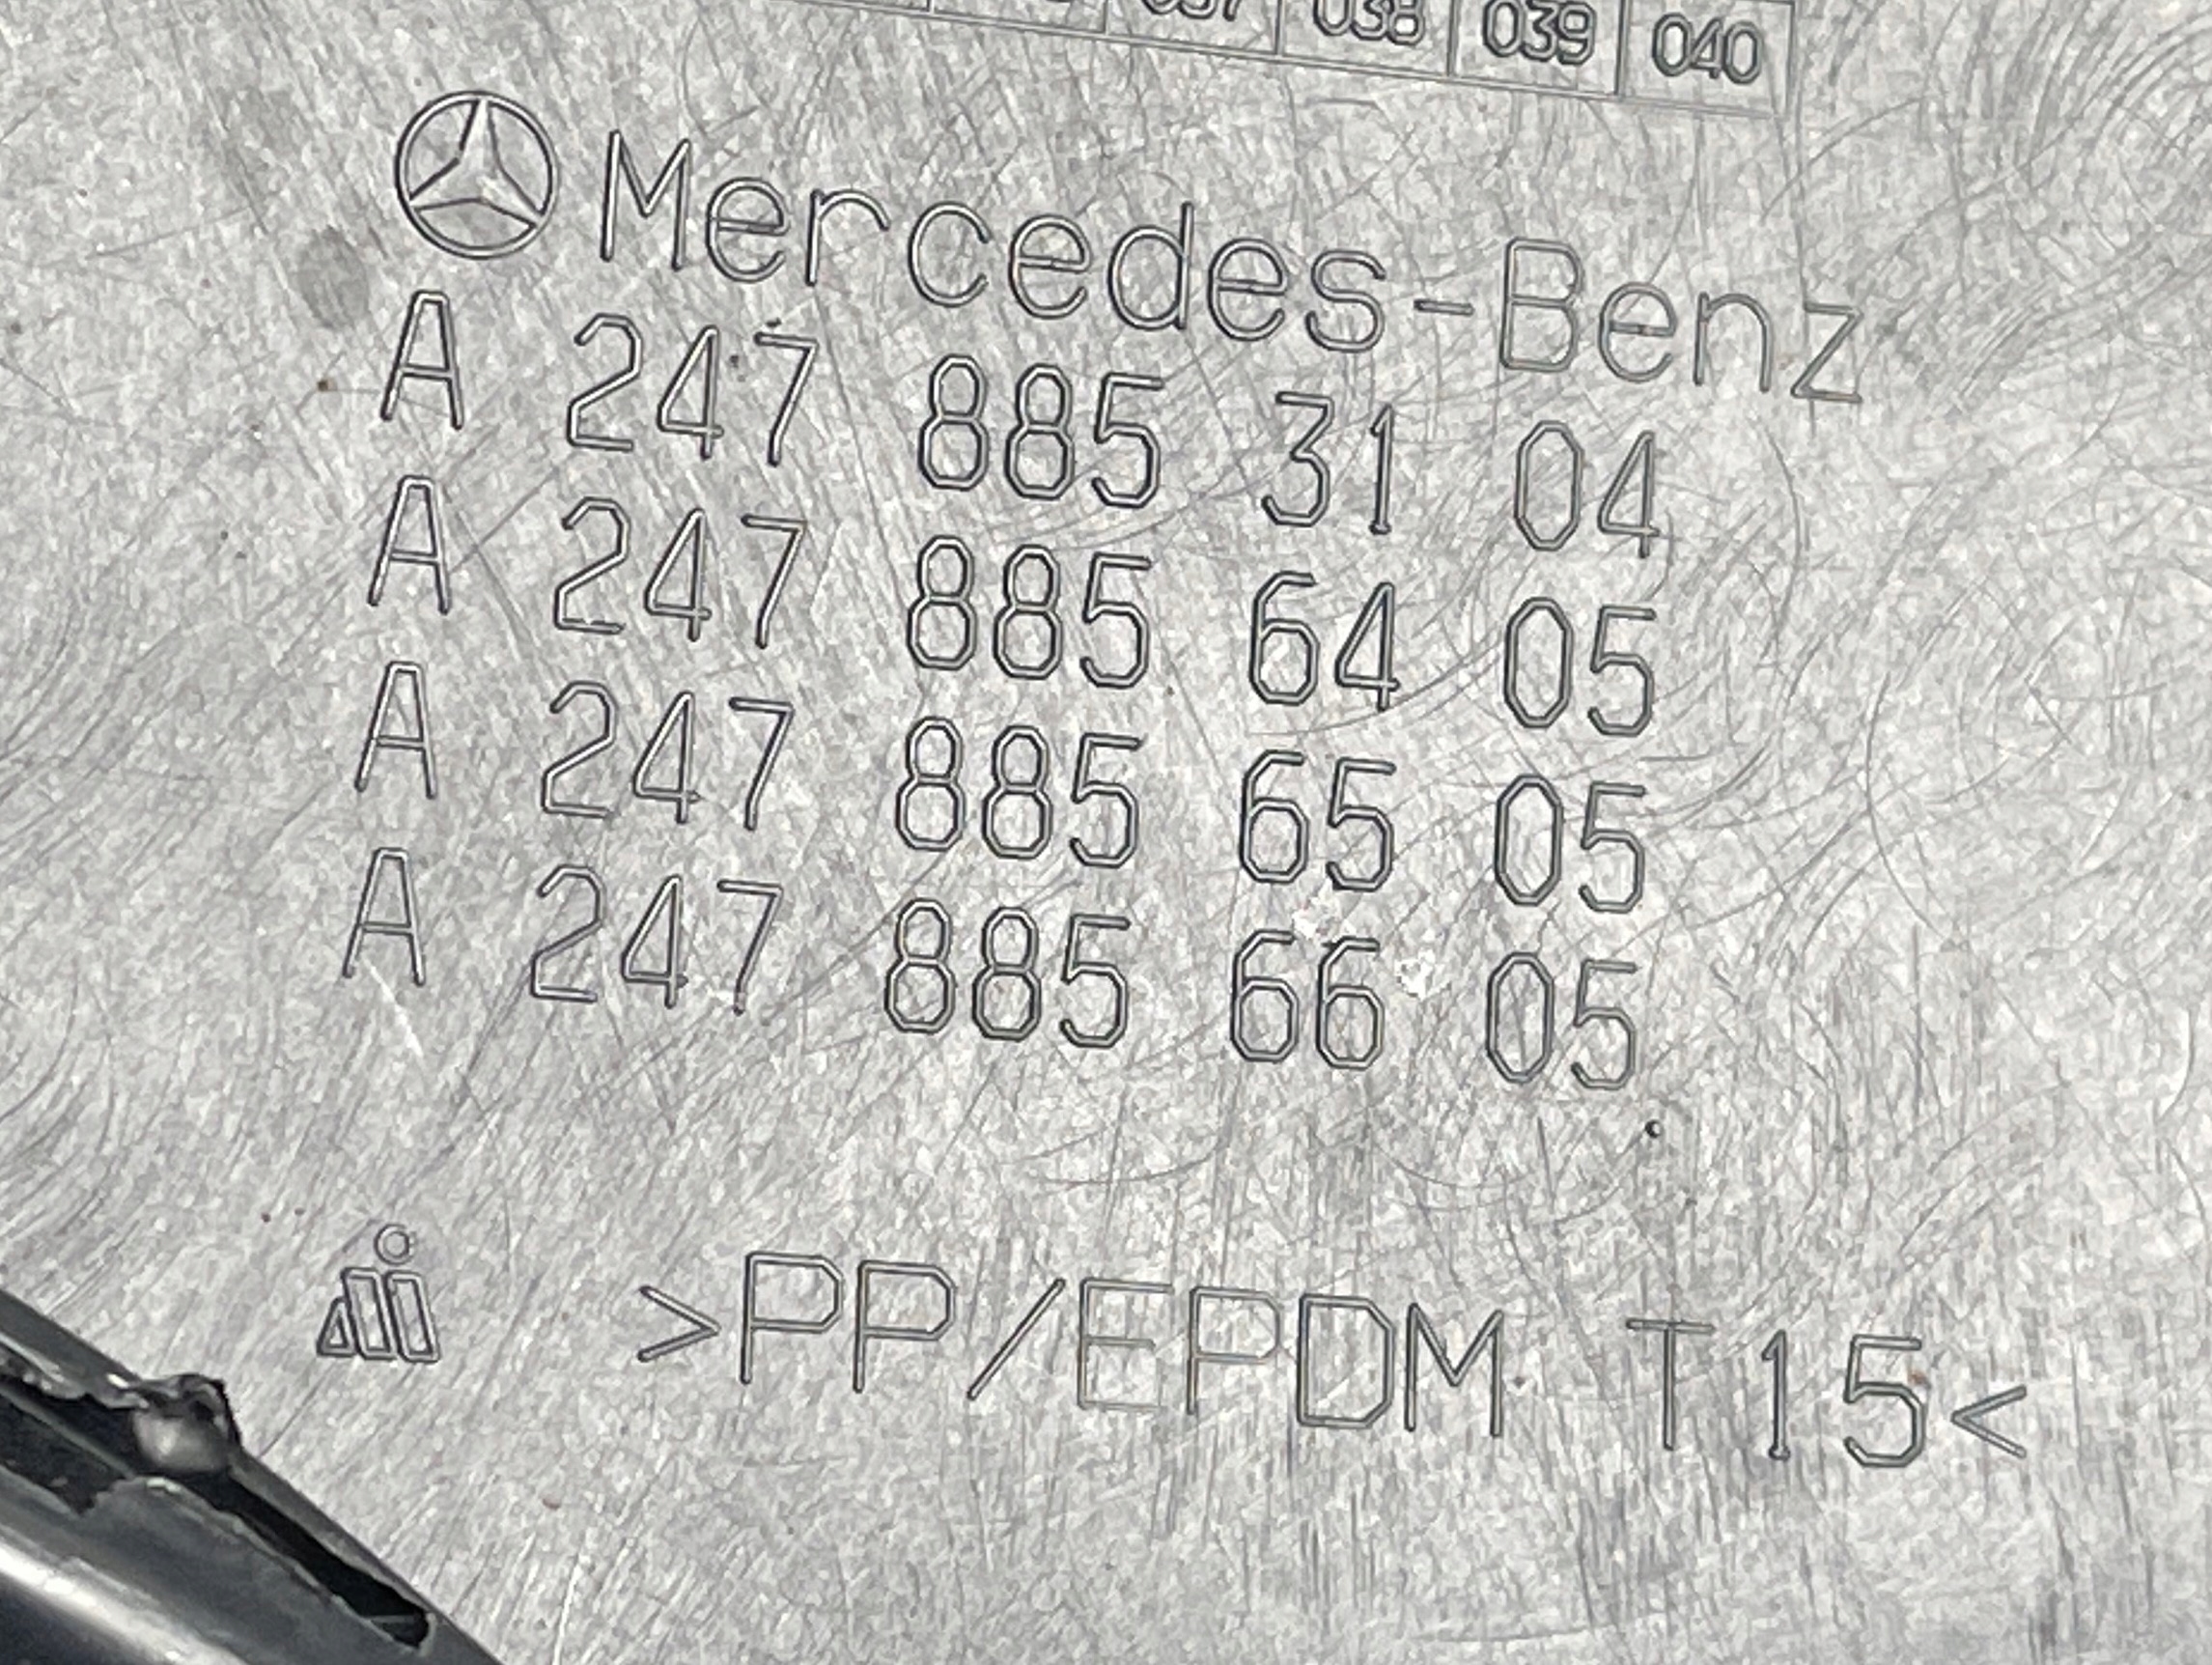 037 038 039 040
Mercedes-Benz
A 247 885 31 04
A 247 885 64 05
A 247 885 65 05
A 247 885 66 05
>PP/EPDM T15<